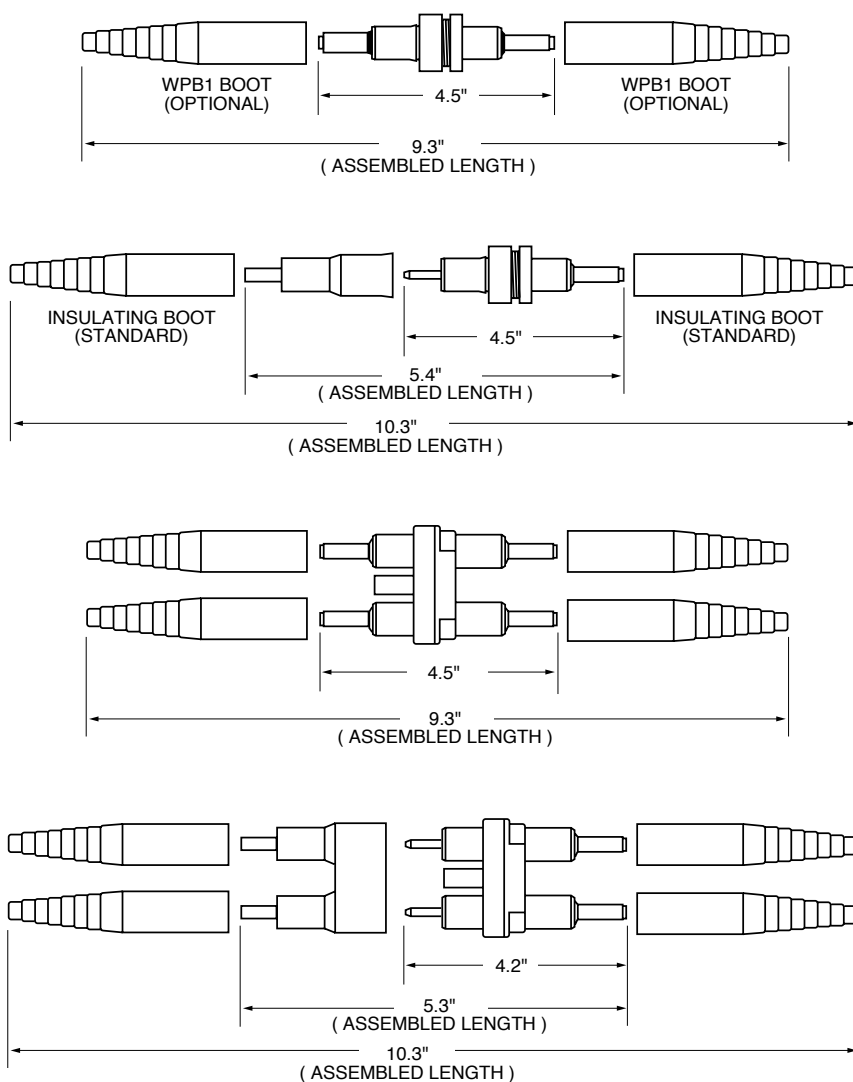 WPB1 BOOT
(OPTIONAL)
4.5"
WPB1 BOOT
(OPTIONAL)
9.3"
( ASSEMBLED LENGTH )
INSULATING BOOT
(STANDARD)
4.5"
INSULATING BOOT
(STANDARD)
5.4"
( ASSEMBLED LENGTH )
10.3"
( ASSEMBLED LENGTH )
4.5"
9.3"
( ASSEMBLED LENGTH )
4.2"
5.3"
( ASSEMBLED LENGTH )
10.3"
( ASSEMBLED LENGTH )